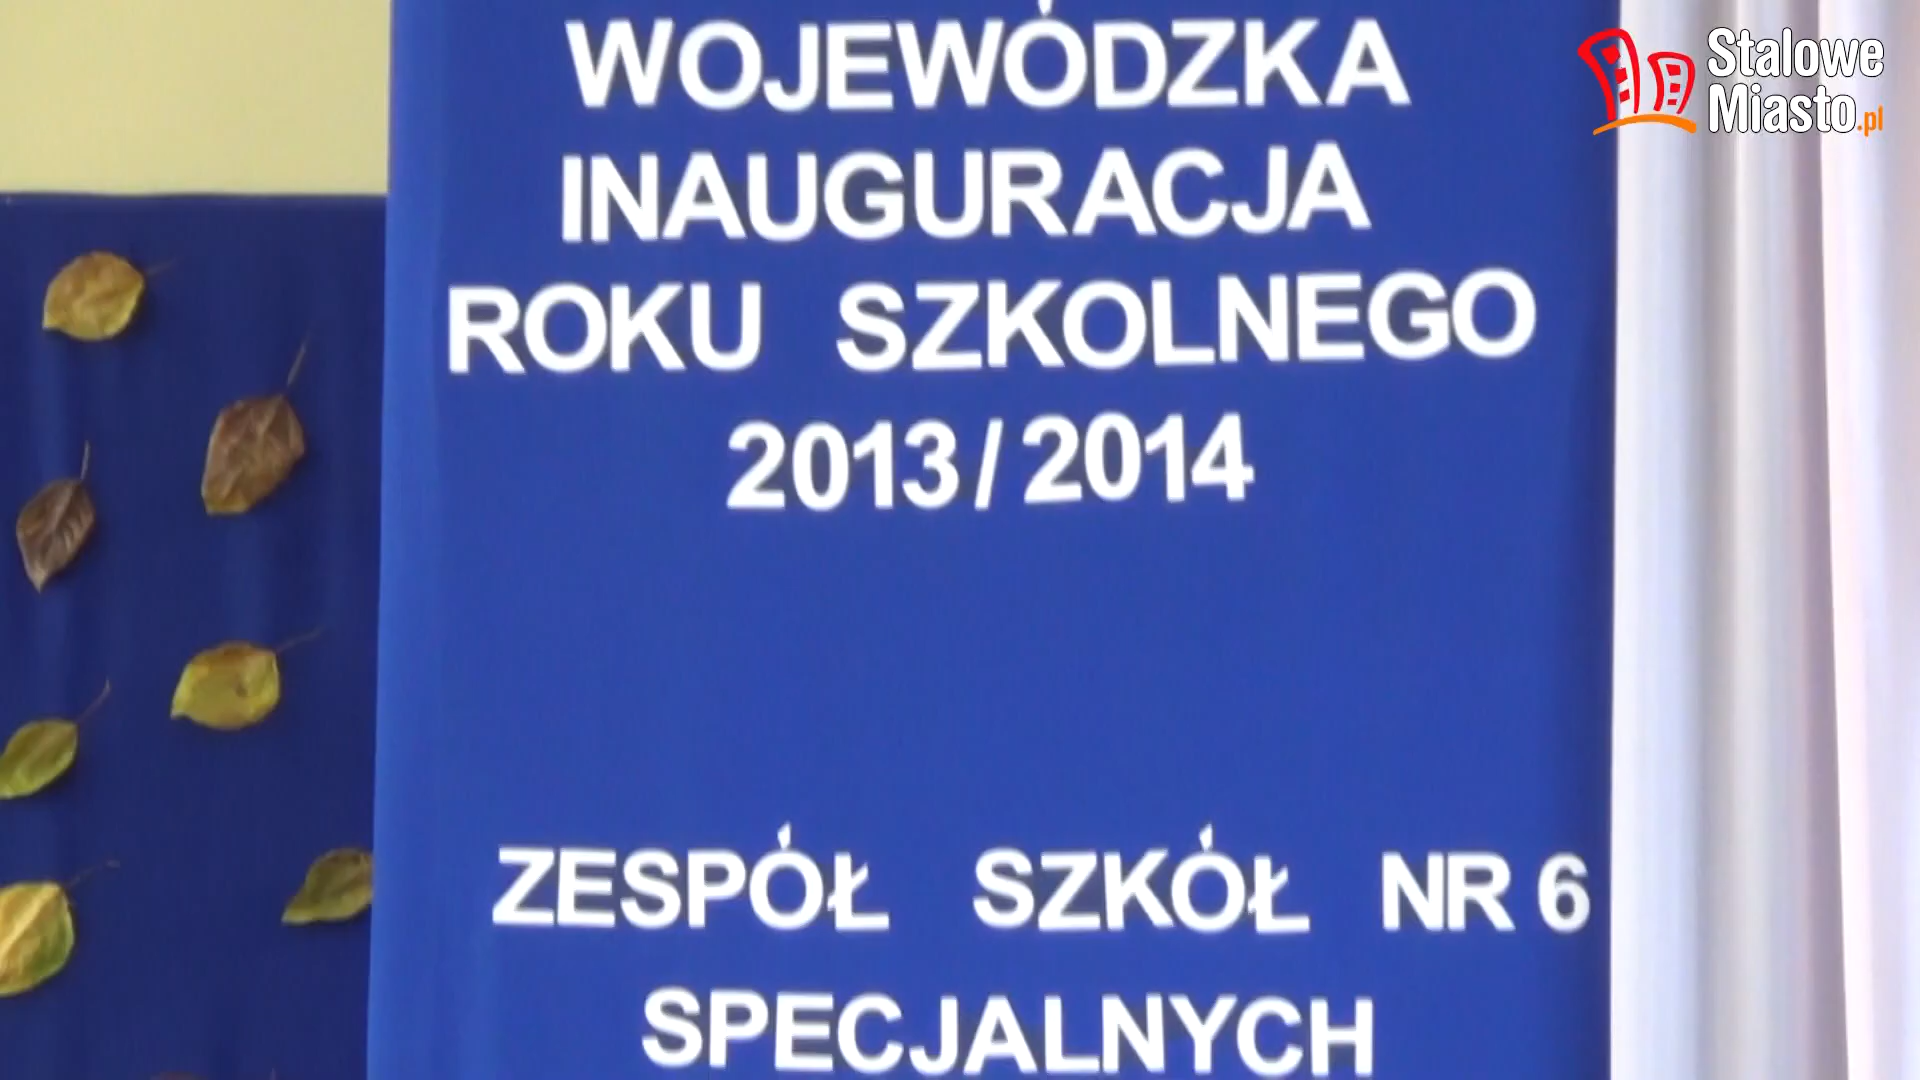 WOJEWÓDZKA
INAUGURACJA
ROKU SZKOLNEGO
2013/2014
ZESPÓŁ SZKÓŁ NR 6
SPECJALNYCH
Stalowe
Miasto.pl